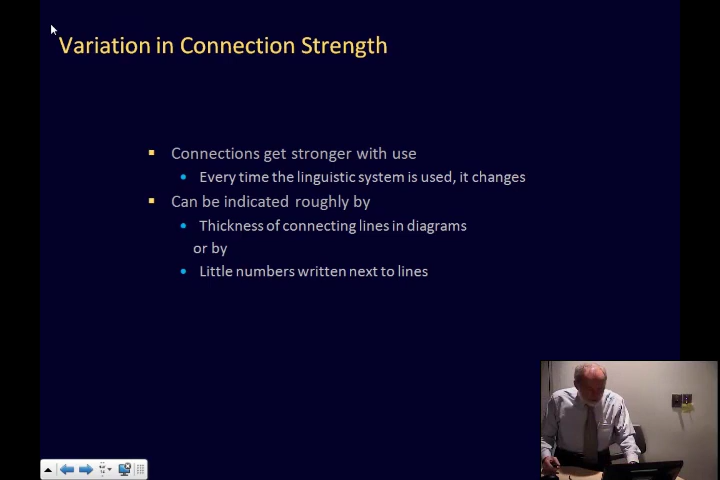 Variation in Connection Strength
Connections get stronger with use
Every time the linguistic system is used, it changes
Can be indicated roughly by
Thickness of connecting lines in diagrams
or by
Little numbers written next to lines